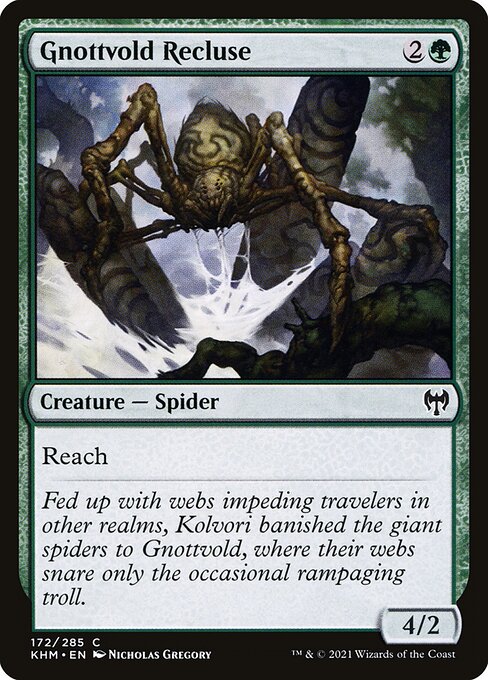 Gnottvold Recluse 2
Creature — Spider
Reach
Fed up with webs impeding travelers in
other realms, Kolvori banished the giant
spiders to Gnottvold, where their webs
snare only the occasional rampaging
troll.
4/2
172/285 C
KHM • EN Nicholas Gregory
™ & © 2021 Wizards of the Coast